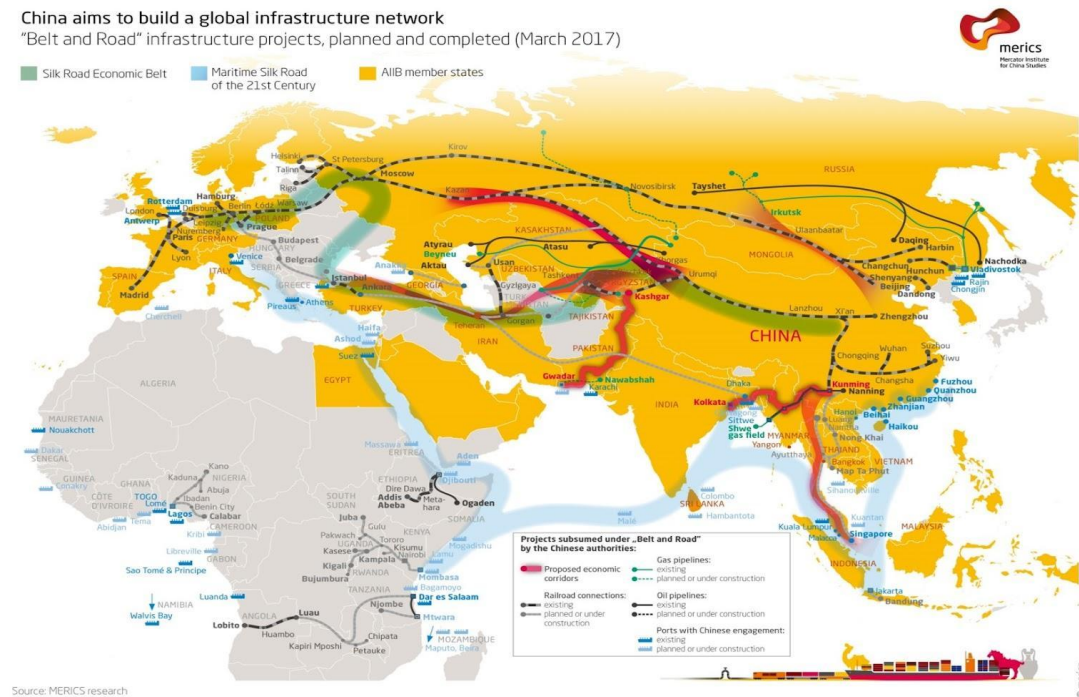 China aims to build a global infrastructure network
“Belt and Road“ infrastructure projects, planned and completed (March 2017)
merics
Mercator Institute
for China Studies
Silk Road Economic Belt
Maritime Silk Road
of the 21st Century
AIIB member states
Helsinki
St Petersburg
Kirov
Talinn
Moscow
Riga
Kazan
Novosibirsk
Tayshet
RUSSIA
Hamburg
Rotterdam
London
Duisburg
Berlin
Łódź
Warsaw
Antwerp
Leipzig
POLAND
Prague
Nuremberg
Paris
GERMANY
Lyon
HUNGARY
Budapest
Belgrade
SERBIA
Venice
ITALY
SPAIN
Madrid
GREECE
Istanbul
Ankara
Piraeus
Athens
TURKEY
Cherchell
Anaklia
GEORGIA
Atyrau
Beyneu
Aktau
Usan
KASAKHSTAN
Atasu
UZBEKISTAN
Tashkent
Gyzlgaya
Urumqi
Kashgar
TAJIKISTAN
Teheran
Gorgan
IRAN
Irkutsk
Ulaanbaatar
MONGOLIA
Daqing
Harbin
Changchun
Hunchun
Nachodka
Vladivostok
Shenyang
Rajin
Beijing
Chongjin
Dandong
Lanzhou
Xi'an
Zhengzhou
CHINA
Wuhan
Suzhou
Chongqing
Yiwu
Changsha
Kunming
Nanning
Fuzhou
Quanzhou
Guangzhou
Zhanjian
Beihai
Haikou
Haifa
Ashod
Suez
EGYPT
PAKISTAN
Gwadar
Nawabshah
Karachi
INDIA
Dhaka
Kolkata
Sittwe
Shwe
gas field
MYANMAR
Yangon
Hanoi
Nong Khai
Ayutthaya
THAILAND
Bangkok
VIETNAM
Map Ta Phut
Sihanoukville
ALGERIA
MAURETANIA
Nouakchott
Dakar
SENEGAL
GUINEA
Conakry
CÔTE
D'IVOIRE
GHANA
TOGO
Lomé
Abidjan
Tema
Lagos
Kano
Kaduna
NIGERIA
Abuja
Ibadan
Benin City
Calabar
CAMEROON
Kribi
Libreville
GABON
Sao Tomé & Principe
Luanda
NAMIBIA
Walvis Bay
ANGOLA
Lobito
Luau
Huambo
Kapiri Mposhi
Chipata
Petauke
Massawa
ERITREA
Aden
Djibouti
ETHIOPIA
Dire Dawa
Addis
Abeba
Meta-
hara
Ogaden
SOMALIA
SOUTH
SUDAN
Juba
Gulu
Pakwach
Tororo
KENYA
UGANDA
Kisumu
Kasese
Kampala
Nairobi
Lamu
Mogadishu
Kigali
RWANDA
Bujumbura
Mombasa
Bagamoyo
TANZANIA
Dar es Salaam
Njombe
Mtwara
MOZAMBIQUE
Maputo, Beira
Malé
SRI LANKA
Colombo
Hambantota
Kuala Lumpur
Kuantan
Singapore
MALAYSIA
INDONESIA
Jakarta
Bandung
Projects subsumed under „Belt and Road“
by the Chinese authorities:
Proposed economic
corridors
Railroad connections:
existing
planned or under
construction
Gas pipelines:
existing
planned or under construction
Oil pipelines:
existing
planned or under construction
Ports with Chinese engagement:
existing
planned or under construction
Source: MERICS research